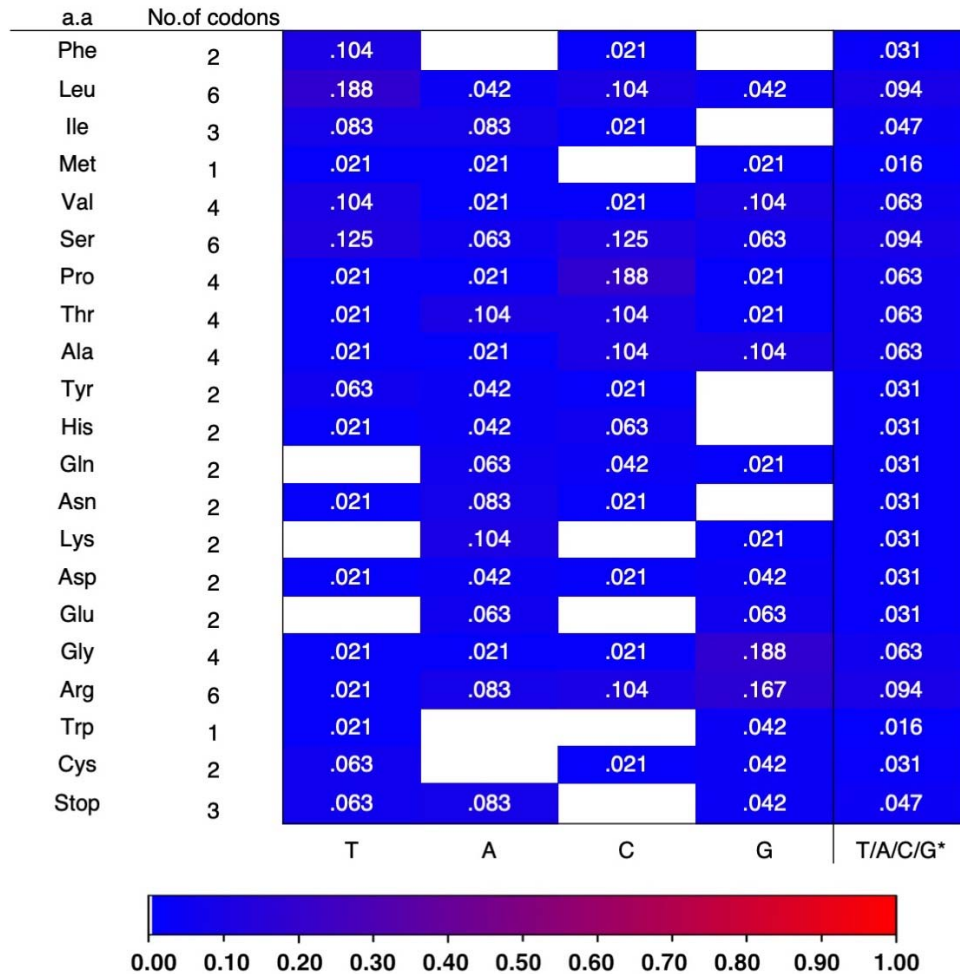 a.a No.of codons
Phe 2 .104 .021 .031
Leu 6 .188 .042 .104 .042 .094
Ile 3 .083 .083 .021 .047
Met 1 .021 .021 .021 .016
Val 4 .104 .021 .021 .104 .063
Ser 6 .125 .063 .125 .063 .094
Pro 4 .021 .021 .188 .021 .063
Thr 4 .021 .104 .104 .021 .063
Ala 4 .021 .021 .104 .104 .063
Tyr 2 .063 .042 .021 .031
His 2 .021 .042 .063 .031
Gln 2 .063 .042 .021 .031
Asn 2 .021 .083 .021 .031
Lys 2 .104 .021 .031
Asp 2 .021 .042 .021 .042 .031
Glu 2 .063 .063 .031
Gly 4 .021 .021 .021 .188 .063
Arg 6 .021 .083 .104 .167 .094
Trp 1 .021 .042 .016
Cys 2 .063 .021 .042 .031
Stop 3 .063 .083 .042 .047
T A C G T/A/C/G*
0.00 0.10 0.20 0.30 0.40 0.50 0.60 0.70 0.80 0.90 1.00